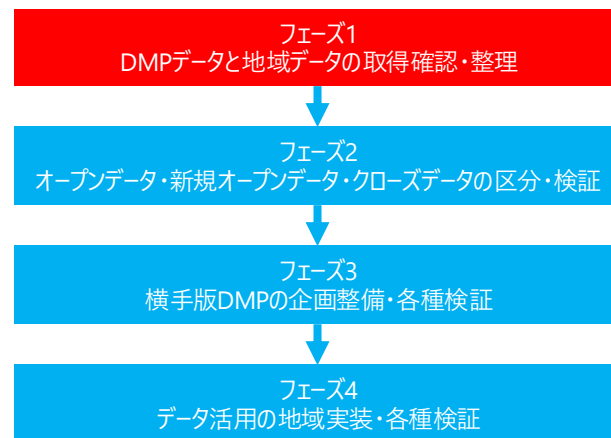 フェーズ1
DMPデータと地域データの取得確認・整理
フェーズ2
オープンデータ・新規オープンデータ・クローズデータの区分・検証
フェーズ3
横手版DMPの企画整備・各種検証
フェーズ4
データ活用の地域実装・各種検証